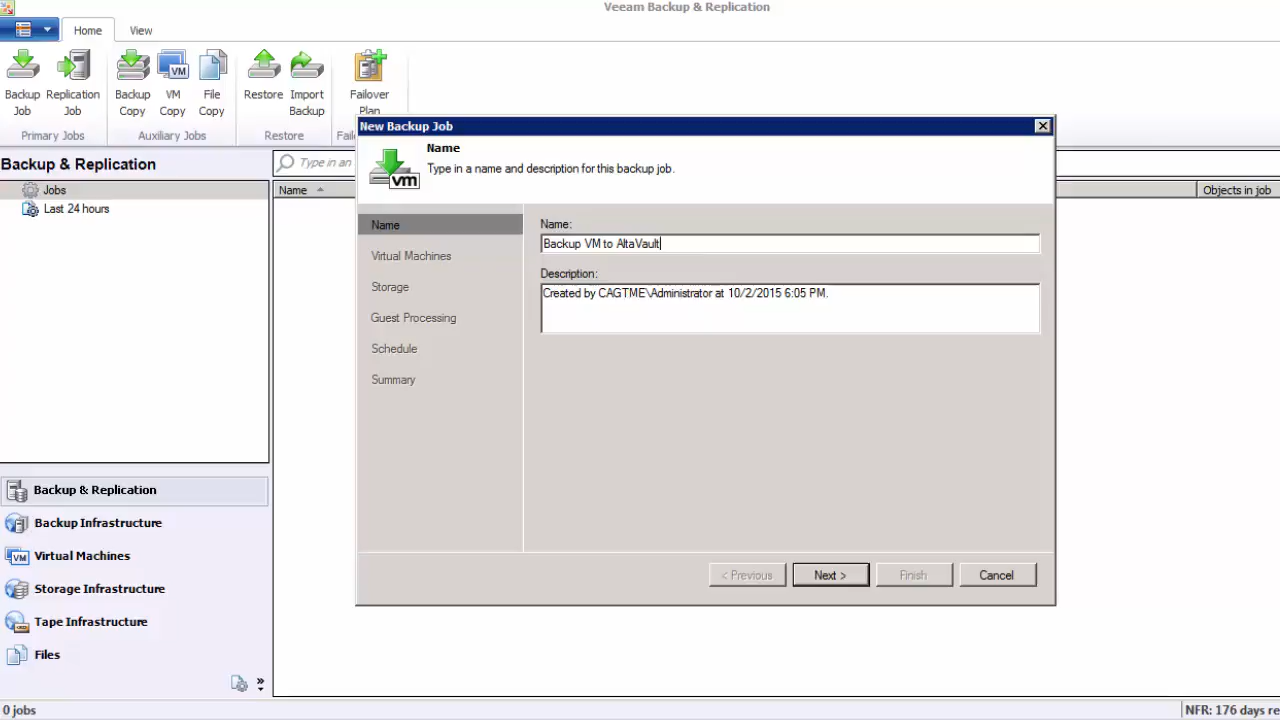 Veeam Backup & Replication
Home
View
Backup Job
Replication Job
Backup Copy
VM Copy
File Copy
Restore
Import Backup
Failover Plan
Primary Jobs
Auxiliary Jobs
Restore
New Backup Job
Name
Type in a name and description for this backup job.
vm
Backup & Replication
Jobs
Last 24 hours
Type in an
Name
Objects in job
Name
Virtual Machines
Storage
Guest Processing
Schedule
Summary
Name:
Backup VM to AltaVault
Description:
Created by CAGTME\Administrator at 10/2/2015 6:05 PM.
< Previous
Next >
Finish
Cancel
Backup & Replication
Backup Infrastructure
Virtual Machines
Storage Infrastructure
Tape Infrastructure
Files
0 jobs
NFR: 176 days re